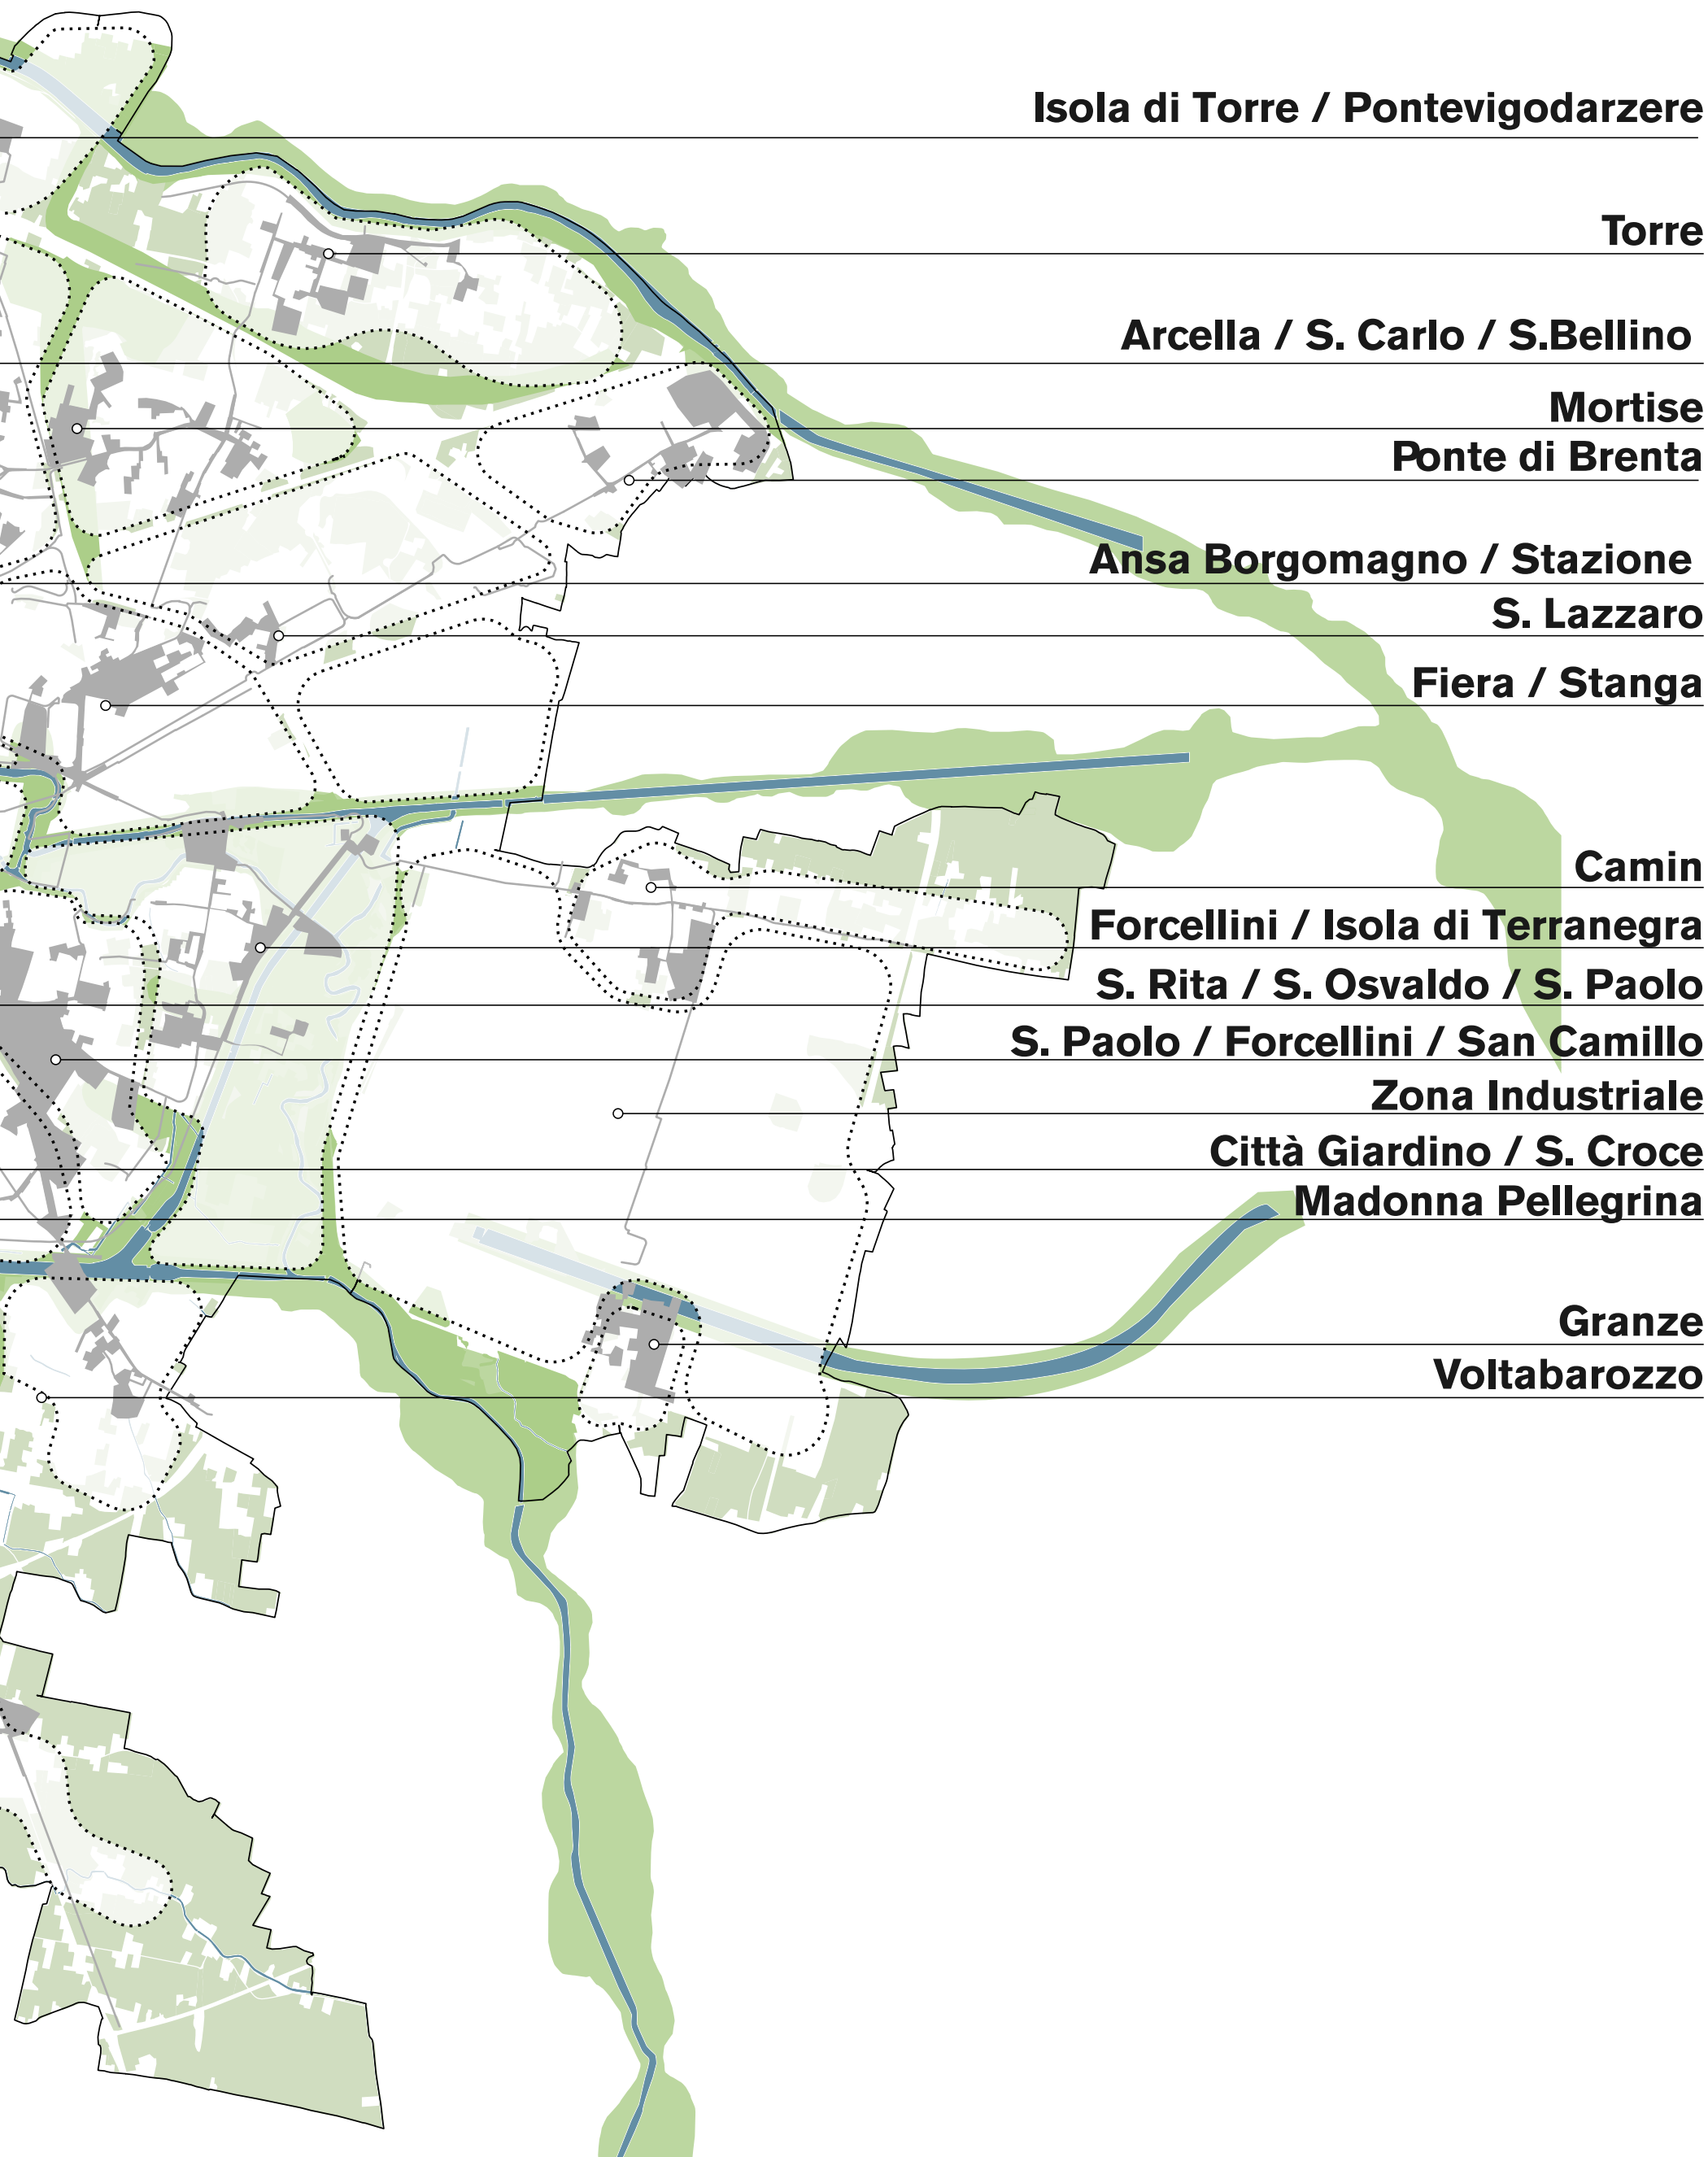 Isola di Torre / Pontevigodarzere
Torre
Arcella / S. Carlo / S.Bellino
Mortise
Ponte di Brenta
Ansa Borgomagno / Stazione
S. Lazzaro
Fiera / Stanga
Camin
Forcellini / Isola di Terranegra
S. Rita / S. Osvaldo / S. Paolo
S. Paolo / Forcellini / San Camillo
Zona Industriale
Città Giardino / S. Croce
Madonna Pellegrina
Granze
Voltabarozzo